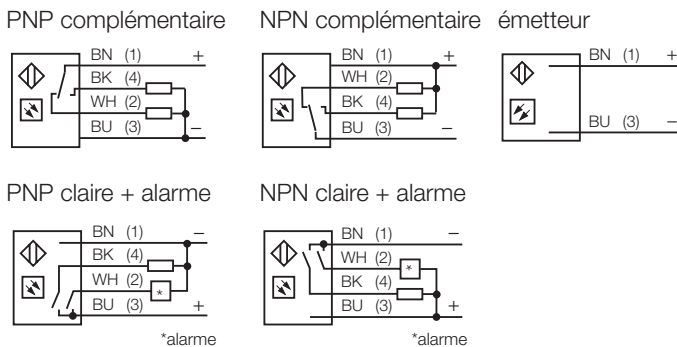 PNP complémentaire
BN (1) +
BK (4)
WH (2)
BU (3) −
NPN complémentaire
BN (1) +
WH (2)
BK (4)
BU (3) −
émetteur
BN (1) +
BU (3) −
PNP claire + alarme
BN (1) −
BK (4)
WH (2)
*
BU (3) +
*alarme
NPN claire + alarme
BN (1) −
WH (2)
*
BK (4)
BU (3) +
*alarme